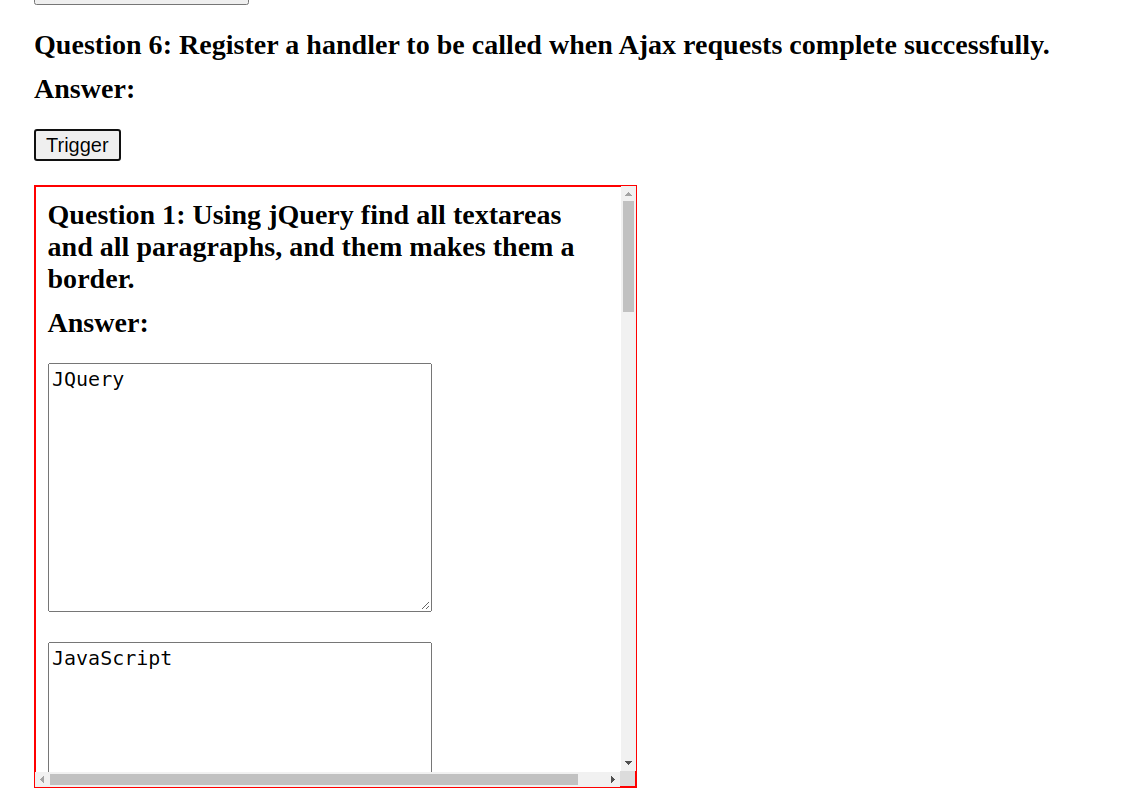 Question 6: Register a handler to be called when Ajax requests complete successfully.
Answer:
Trigger
Question 1: Using jQuery find all textareas
and all paragraphs, and them makes them a
border.
Answer:
JQuery
JavaScript